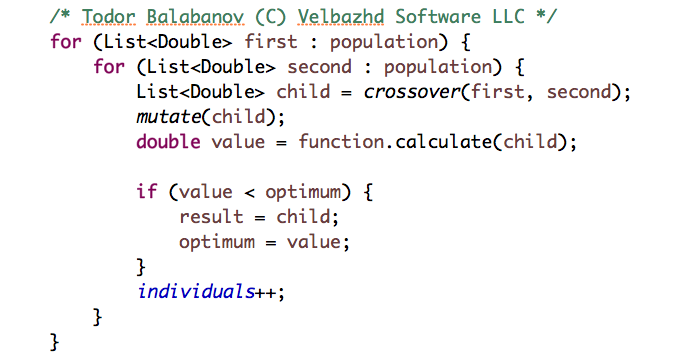 /* Todor Balabanov (C) Velbazhd Software LLC */
for (List<Double> first : population) {
    for (List<Double> second : population) {
        List<Double> child = crossover(first, second);
        mutate(child);
        double value = function.calculate(child);

        if (value < optimum) {
            result = child;
            optimum = value;
        }
        individuals++;
    }
}